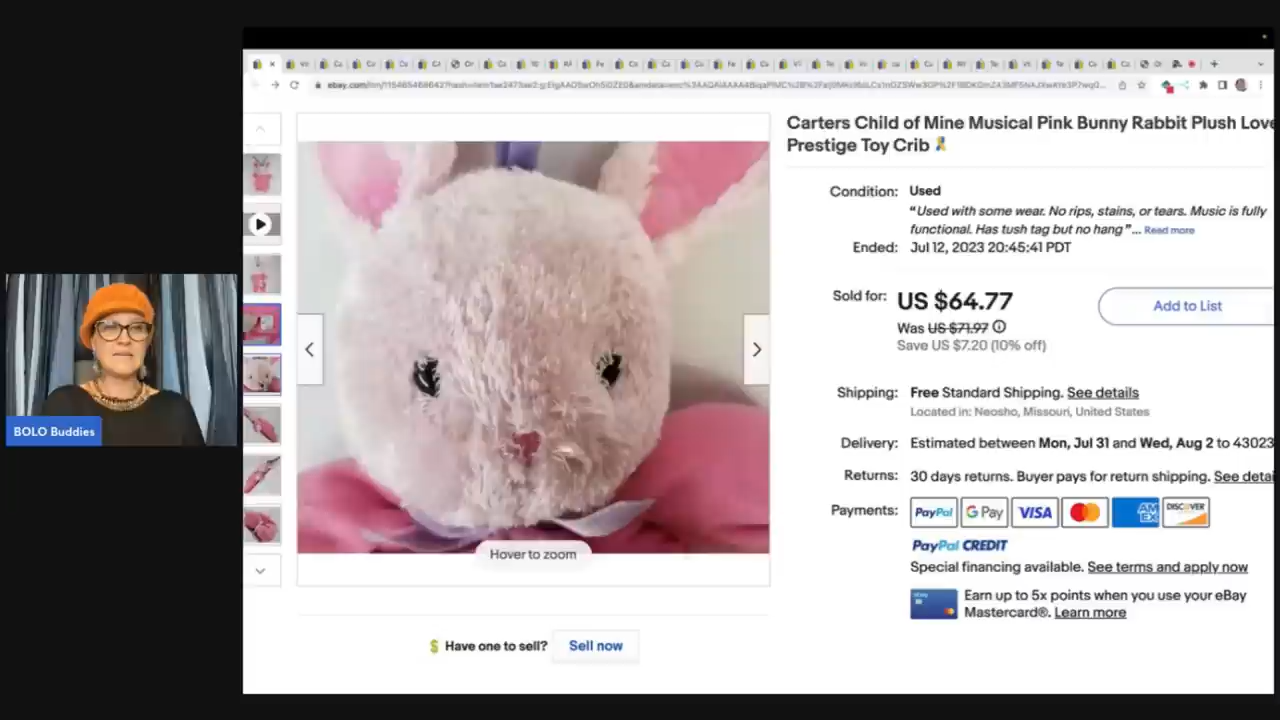 Carters Child of Mine Musical Pink Bunny Rabbit Plush Love
Prestige Toy Crib
Condition: Used
“Used with some wear. No rips, stains, or tears. Music is fully
functional. Has tush tag but no hang ”... Read more
Ended: Jul 12, 2023 20:45:41 PDT
Sold for: US $64.77
Add to List
Was US $71.97
Save US $7.20 (10% off)
Shipping: Free Standard Shipping. See details
Located in: Neosho, Missouri, United States
BOLO Buddies
Delivery: Estimated between Mon, Jul 31 and Wed, Aug 2 to 43023
Returns: 30 days returns. Buyer pays for return shipping. See detai
Payments: PayPal G Pay VISA AM EX DISCOVER
PayPal CREDIT
Hover to zoom
Special financing available. See terms and apply now
Earn up to 5x points when you use your eBay
Mastercard®. Learn more
$ Have one to sell? Sell now